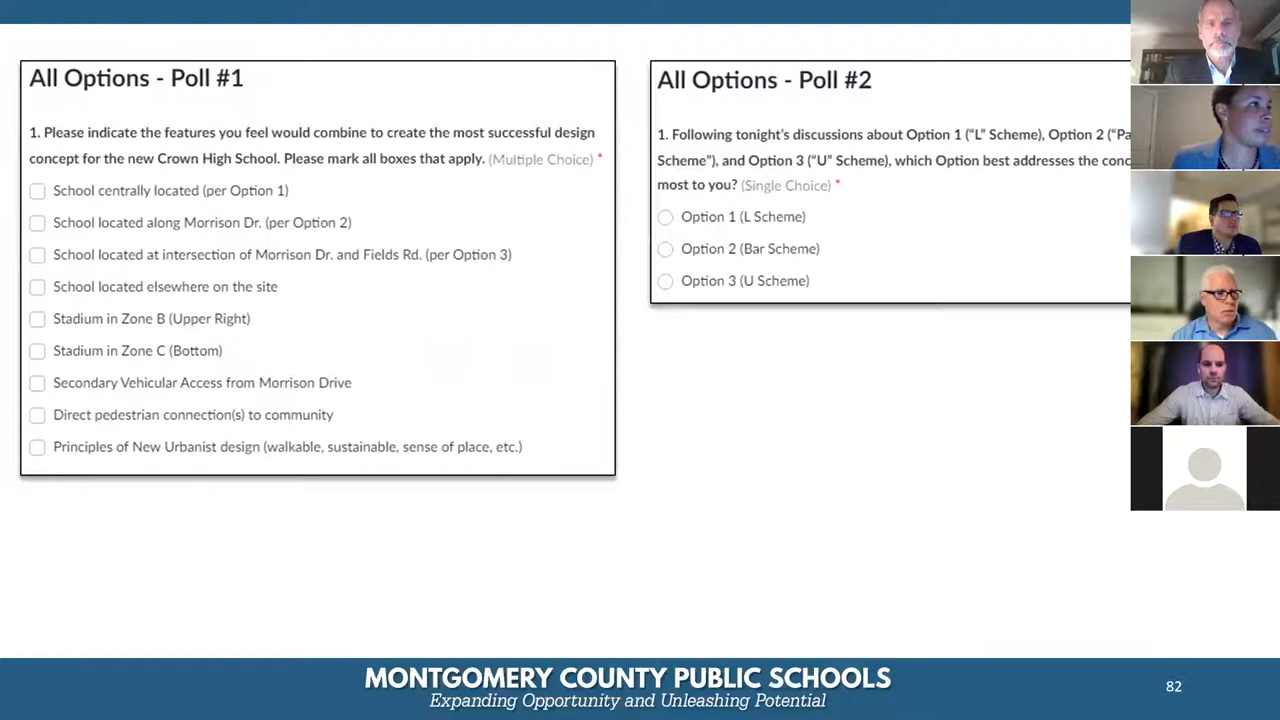 All Options - Poll #1
1. Please indicate the features you feel would combine to create the most successful design
concept for the new Crown High School. Please mark all boxes that apply. (Multiple Choice) *
School centrally located (per Option 1)
School located along Morrison Dr. (per Option 2)
School located at intersection of Morrison Dr. and Fields Rd. (per Option 3)
School located elsewhere on the site
Stadium in Zone B (Upper Right)
Stadium in Zone C (Bottom)
Secondary Vehicular Access from Morrison Drive
Direct pedestrian connection(s) to community
Principles of New Urbanist design (walkable, sustainable, sense of place, etc.)
All Options - Poll #2
1. Following tonight's discussions about Option 1 ("L" Scheme), Option 2 ("Pa
Scheme"), and Option 3 ("U" Scheme), which Option best addresses the conc
most to you? (Single Choice) *
Option 1 (L Scheme)
Option 2 (Bar Scheme)
Option 3 (U Scheme)
MONTGOMERY COUNTY PUBLIC SCHOOLS
Expanding Opportunity and Unleashing Potential
82